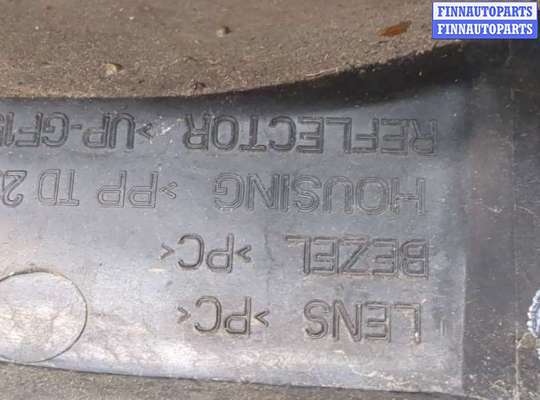 FINNAUTOPARTS
FINNAUTOPARTS
LENS >PC<
BEZEL >PC<
HOUSING >PP TD
REFLECTOR >UP-GF